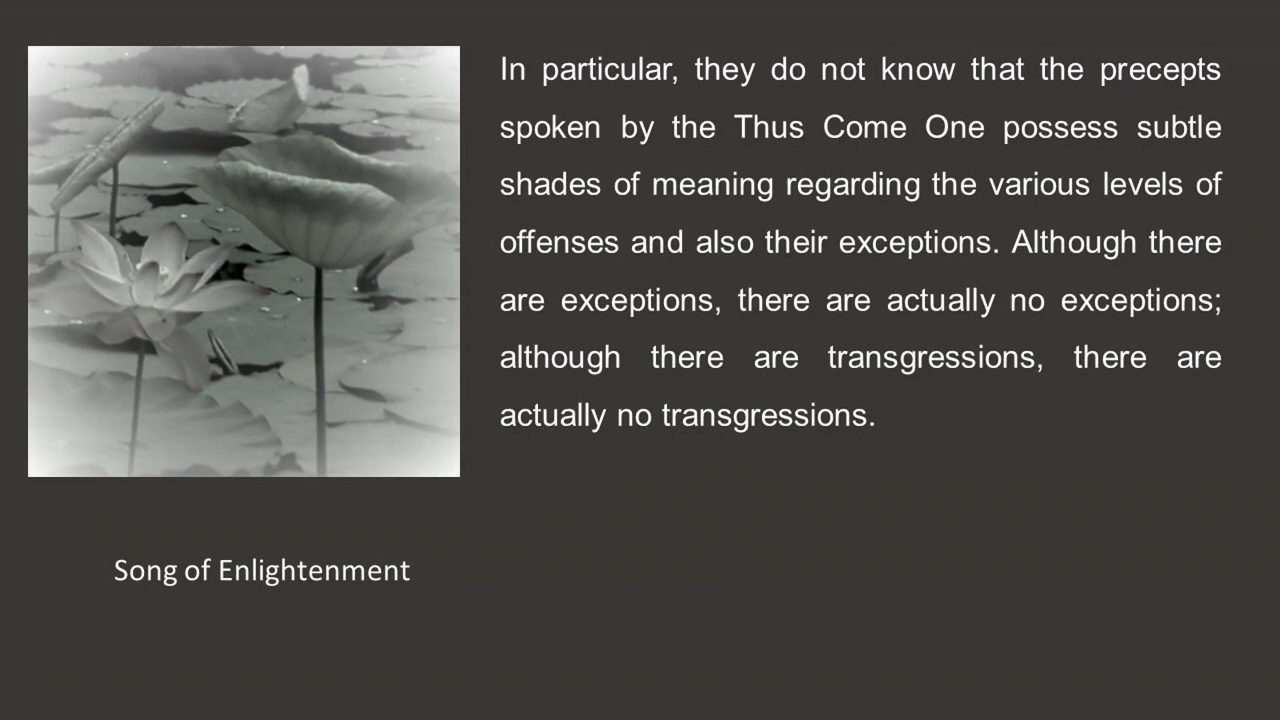 In particular, they do not know that the precepts
spoken by the Thus Come One possess subtle
shades of meaning regarding the various levels of
offenses and also their exceptions. Although there
are exceptions, there are actually no exceptions;
although there are transgressions, there are
actually no transgressions.
Song of Enlightenment